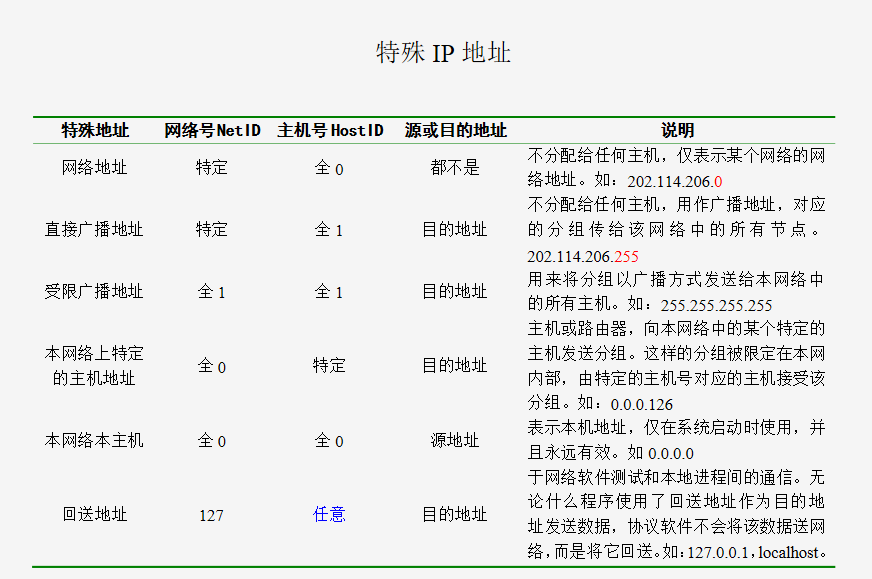 特殊 IP 地址
特殊地址 网络号NetID 主机号HostID 源或目的地址 说明
网络地址 特定 全 0 都不是 不分配给任何主机，仅表示某个网络的网
络地址。如：202.114.206.0
直接广播地址 特定 全 1 目的地址 不分配给任何主机，用作广播地址，对应
的分组传给该网络中的所有节点。
202.114.206.255
受限广播地址 全 1 全 1 目的地址 用来将分组以广播方式发送给本网络中
的所有主机。如：255.255.255.255
本网络上特定
的主机地址 全 0 特定 目的地址 主机或路由器，向本网络中的某个特定的
主机发送分组。这样的分组被限定在本网
内部，由特定的主机号对应的主机接受该
分组。如：0.0.0.126
本网络本主机 全 0 全 0 源地址 表示本机地址，仅在系统启动时使用，并
且永远有效。如 0.0.0.0
回送地址 127 任意 目的地址 于网络软件测试和本地进程间的通信。无
论什么程序使用了回送地址作为目的地
址发送数据，协议软件不会将该数据送网
络，而是将它回送。如：127.0.0.1，localhost。